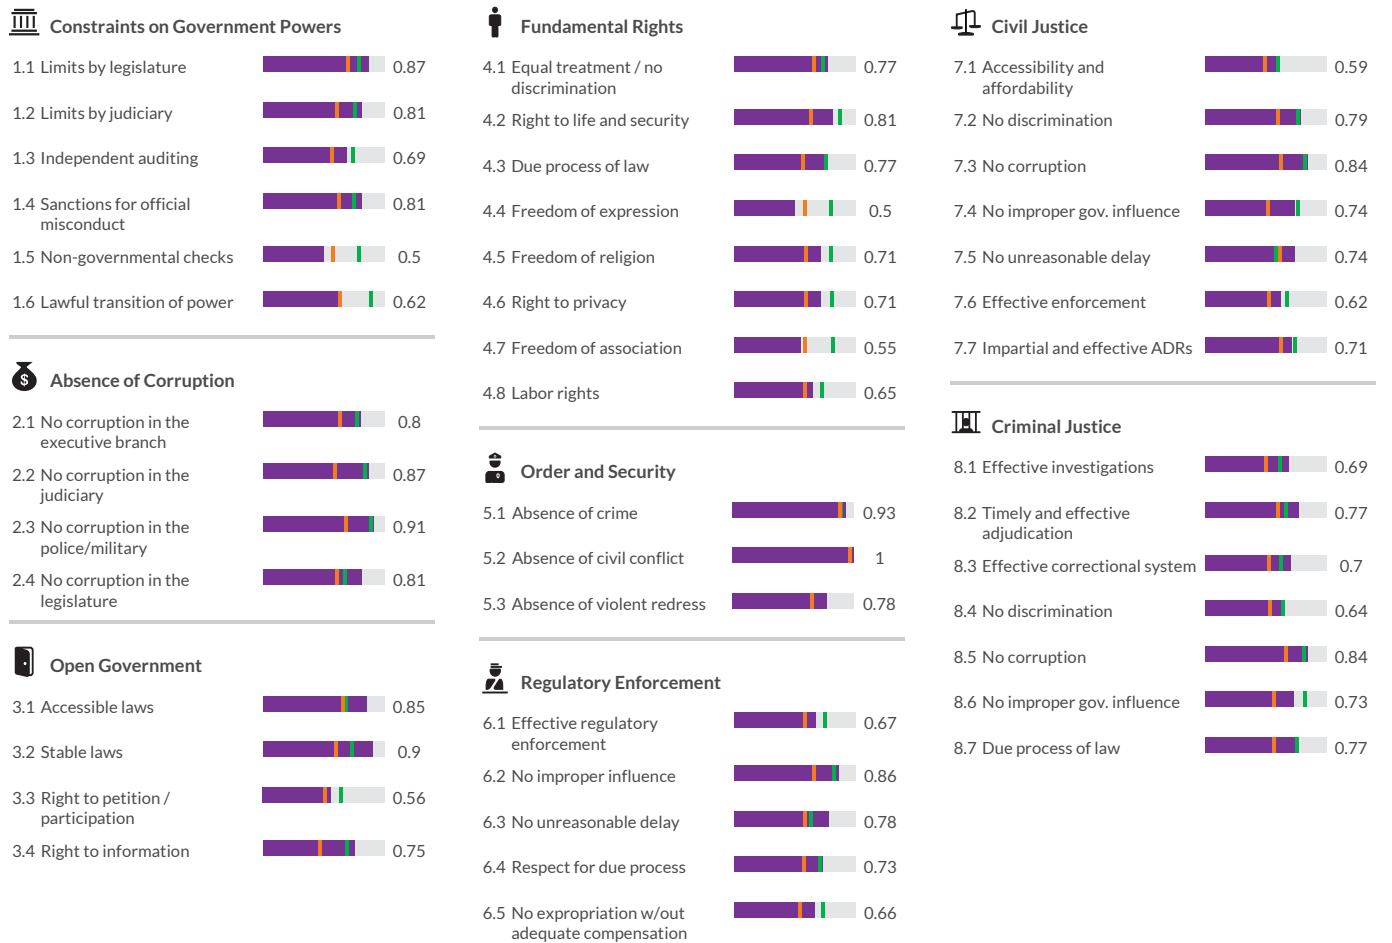 Constraints on Government Powers
1.1 Limits by legislature 0.87
1.2 Limits by judiciary 0.81
1.3 Independent auditing 0.69
1.4 Sanctions for official 0.81
misconduct
1.5 Non-governmental checks 0.5
1.6 Lawful transition of power 0.62
$
Absence of Corruption
2.1 No corruption in the 0.8
executive branch
2.2 No corruption in the 0.87
judiciary
2.3 No corruption in the 0.91
police/military
2.4 No corruption in the 0.81
legislature
Open Government
3.1 Accessible laws 0.85
3.2 Stable laws 0.9
3.3 Right to petition / 0.56
participation
3.4 Right to information 0.75
Fundamental Rights
4.1 Equal treatment / no 0.77
discrimination
4.2 Right to life and security 0.81
4.3 Due process of law 0.77
4.4 Freedom of expression 0.5
4.5 Freedom of religion 0.71
4.6 Right to privacy 0.71
4.7 Freedom of association 0.55
4.8 Labor rights 0.65
Order and Security
5.1 Absence of crime 0.93
5.2 Absence of civil conflict 1
5.3 Absence of violent redress 0.78
Regulatory Enforcement
6.1 Effective regulatory 0.67
enforcement
6.2 No improper influence 0.86
6.3 No unreasonable delay 0.78
6.4 Respect for due process 0.73
6.5 No expropriation w/out 0.66
adequate compensation
Civil Justice
7.1 Accessibility and 0.59
affordability
7.2 No discrimination 0.79
7.3 No corruption 0.84
7.4 No improper gov. influence 0.74
7.5 No unreasonable delay 0.74
7.6 Effective enforcement 0.62
7.7 Impartial and effective ADRs 0.71
Criminal Justice
8.1 Effective investigations 0.69
8.2 Timely and effective 0.77
adjudication
8.3 Effective correctional system 0.7
8.4 No discrimination 0.64
8.5 No corruption 0.84
8.6 No improper gov. influence 0.73
8.7 Due process of law 0.77